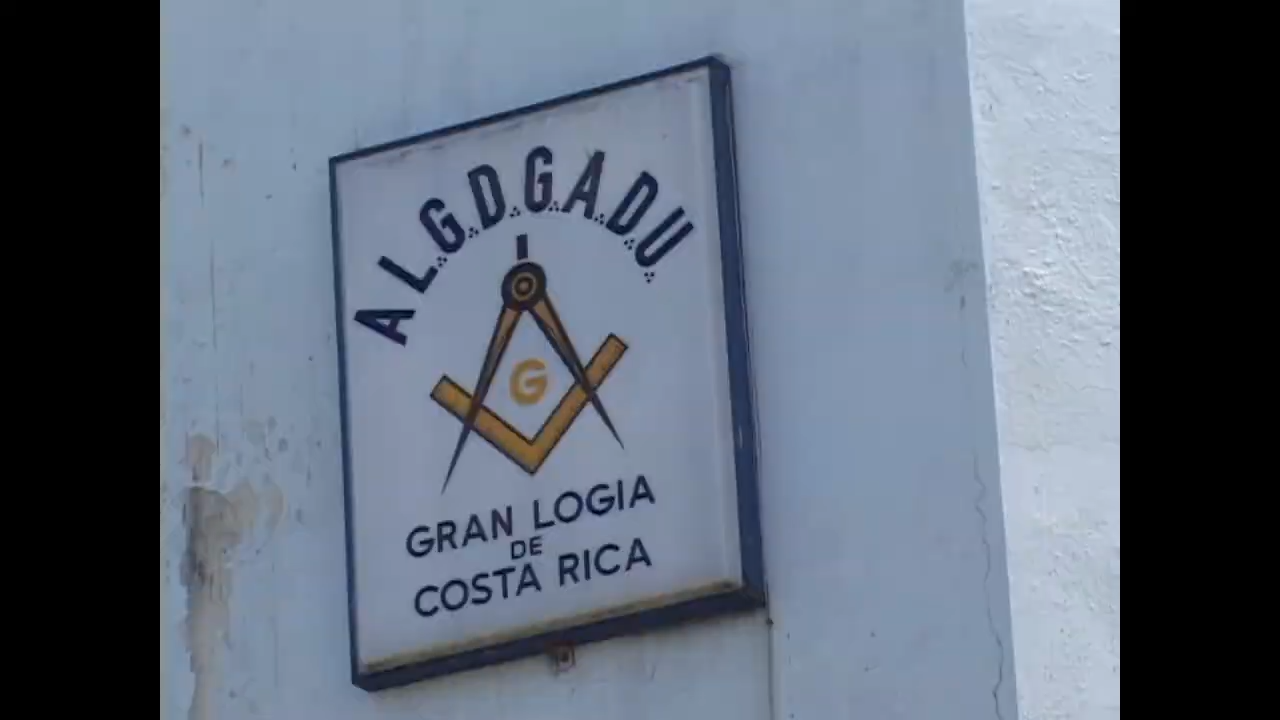 A L∴G∴D∴G∴A∴D∴U∴
G
GRAN LOGIA
DE
COSTA RICA